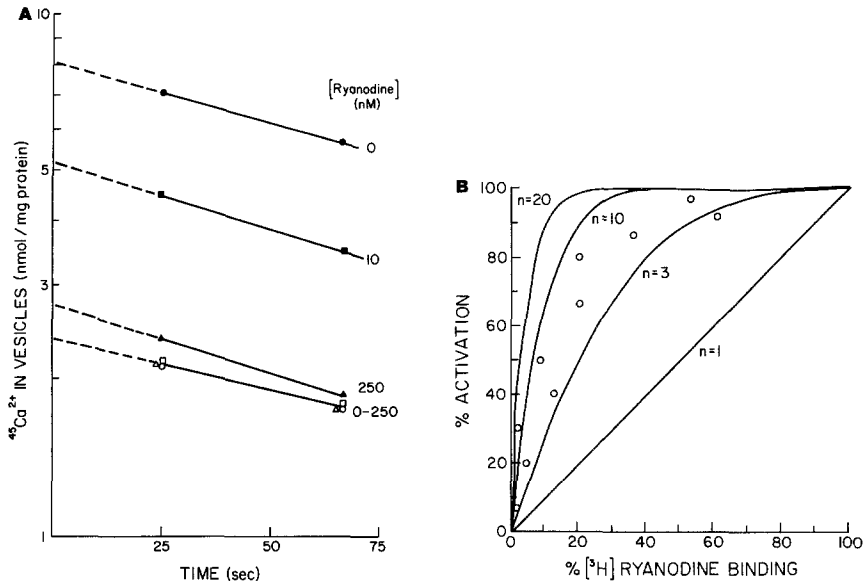 A
10
5
3
1
⁴⁵Ca²⁺ IN VESICLES (nmol / mg protein)
[Ryanodine]
(nM)
0
10
250
0-250
25
50
75
TIME (sec)
B
100
80
60
40
20
0
% ACTIVATION
n=20
n=10
n=3
n=1
0
20
40
60
80
100
% [³H] RYANODINE BINDING